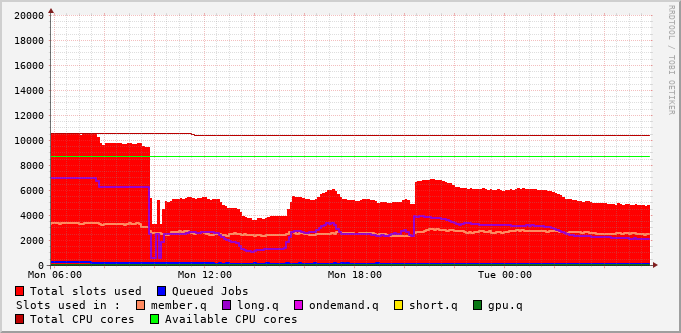 20000
18000
16000
14000
12000
10000
8000
6000
4000
2000
0
Mon 06:00 Mon 12:00 Mon 18:00 Tue 00:00
RRDTOOL / TOBI OETIKER
Total slots used Queued Jobs
Slots used in : member.q long.q ondemand.q short.q gpu.q
Total CPU cores Available CPU cores